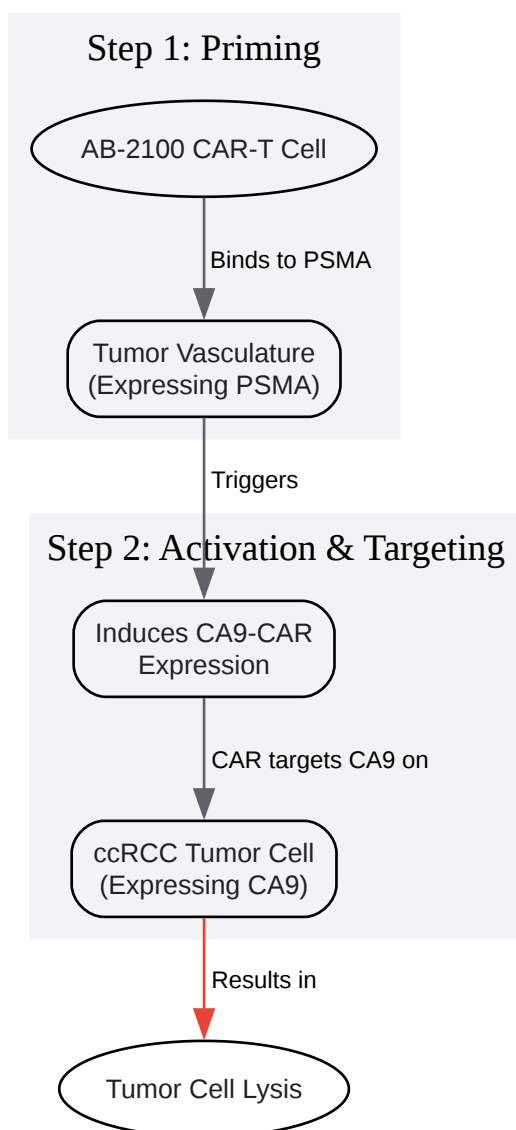 Step 1: Priming
AB-2100 CAR-T Cell
Binds to PSMA
Tumor Vasculature
(Expressing PSMA)
Triggers
Step 2: Activation & Targeting
Induces CA9-CAR
Expression
CAR targets CA9 on
ccRCC Tumor Cell
(Expressing CA9)
Results in
Tumor Cell Lysis